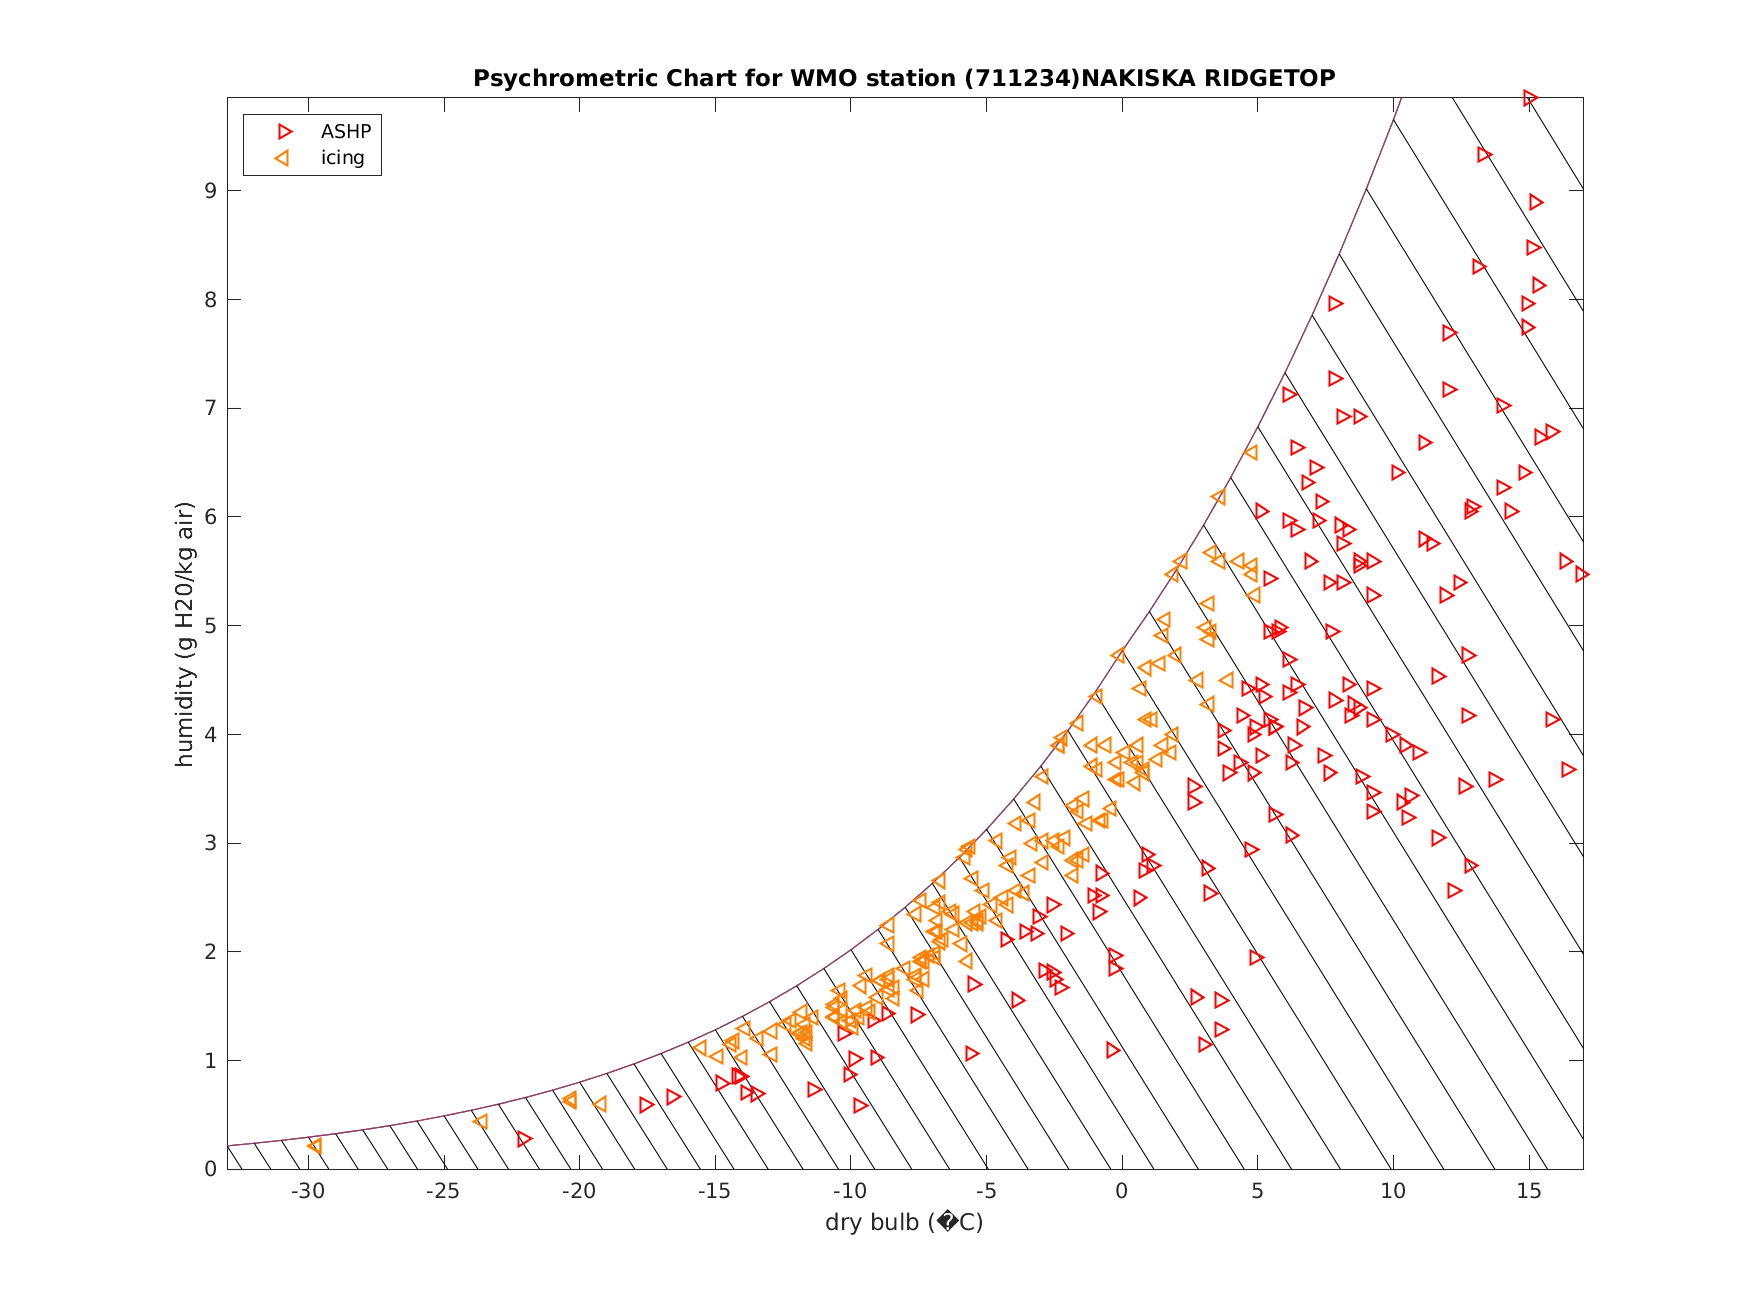 Psychrometric Chart for WMO station (711234)NAKISKA RIDGETOP
ASHP
icing
humidity (g H20/kg air)
9
8
7
6
5
4
3
2
1
0
-30 -25 -20 -15 -10 -5 0 5 10 15
dry bulb (�C)